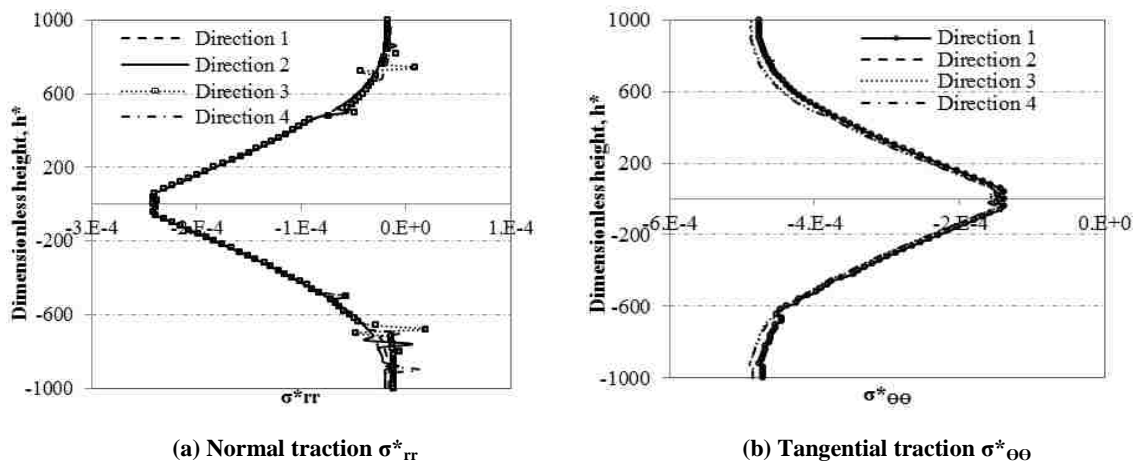 1000
600
200
-200
-600
-1000
Dimensionless height, h*
Direction 1
Direction 2
Direction 3
Direction 4
-3.E-4
-2.E-4
-1.E-4
0.E+0
1.E-4
σ*rr
(a) Normal traction σ*rr
1000
600
200
-200
-600
-1000
Dimensionless height, h*
Direction 1
Direction 2
Direction 3
Direction 4
-6.E-4
-4.E-4
-2.E-4
0.E+0
σ*ΘΘ
(b) Tangential traction σ*ΘΘ